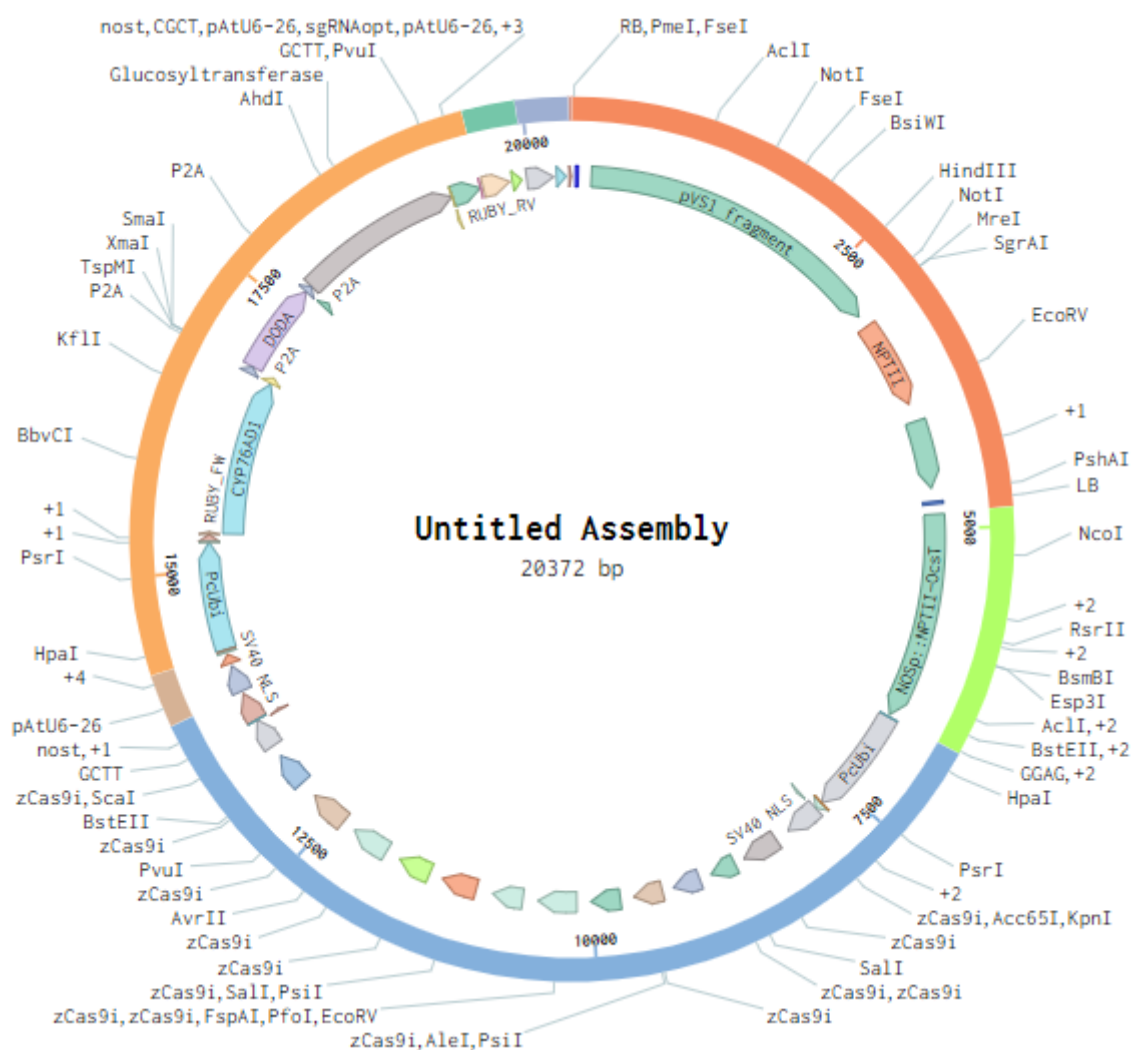 nost,CGCT,pAtU6-26,sgRNAopt,pAtU6-26,+3
GCTT,PvuI
Glucosyltransferase
AhdI
P2A
SmaI
XmaI
TspMI
P2A
KflI
BbvCI
+1
+1
PsrI
HpaI
+4
pAtU6-26
nost,+1
GCTT
zCas9i,ScaI
BstEII
zCas9i
PvuI
zCas9i
AvrII
zCas9i
zCas9i
zCas9i,SalI,PsiI
zCas9i,zCas9i,FspAI,PfoI,EcoRV
zCas9i,AleI,PsiI
RB,PmeI,FseI
AclI
NotI
FseI
BsiWI
HindIII
NotI
MreI
SgrAI
EcoRV
+1
PshAI
LB
NcoI
+2
RsrII
+2
BsmBI
Esp3I
AclI,+2
BstEII,+2
GGAG,+2
HpaI
PsrI
+2
zCas9i,Acc65I,KpnI
zCas9i
SalI
zCas9i,zCas9i
zCas9i
20000
2500
5000
7500
10000
12500
15000
17500
pVS1 fragment
NPTII
NOSp::NPTII-OcsT
PcUbi
SV40 NLS
SV40 NLS
PcUbi
RUBY_FW
CYP76AD1
P2A
DODA
P2A
RUBY_RV
Untitled Assembly
20372 bp